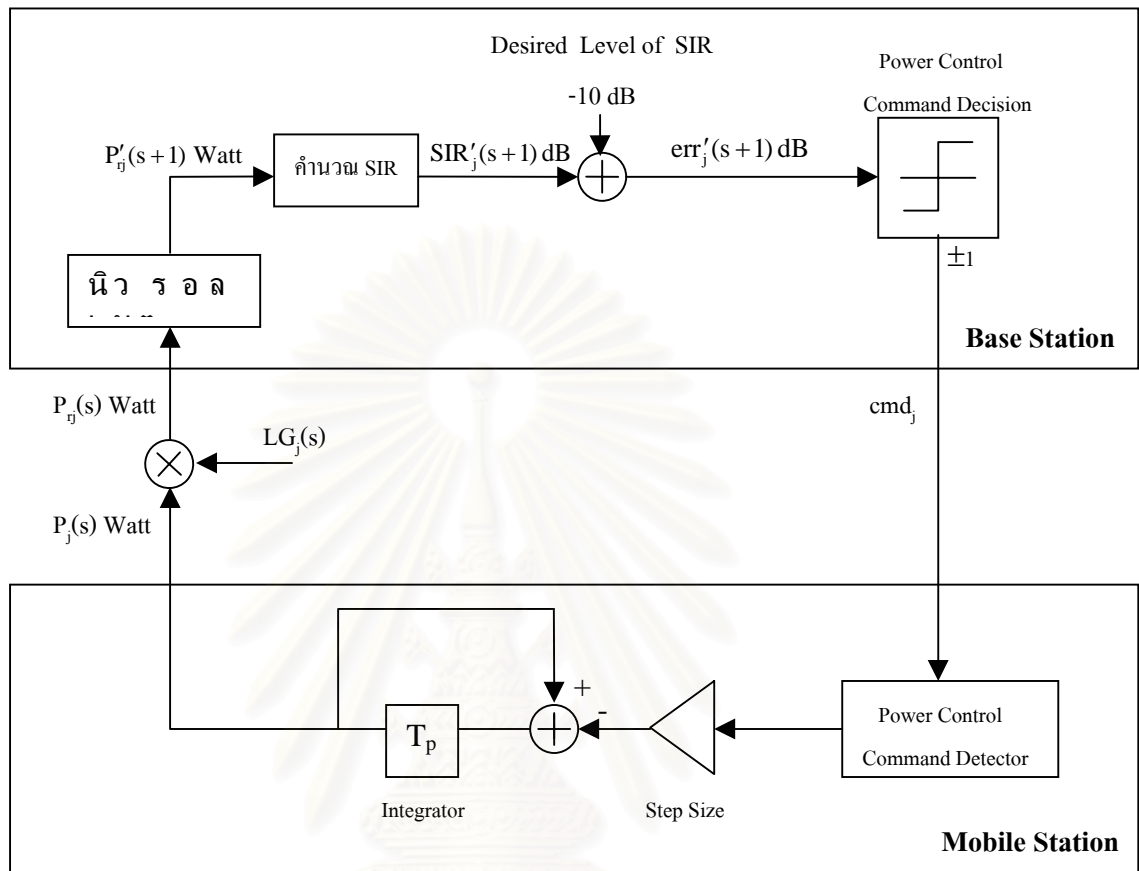 Desired Level of SIR
-10 dB
Power Control
Command Decision
P′rj(s + 1) Watt
คำนวณ SIR
SIR′j(s + 1) dB
err′j(s + 1) dB
±1
นิว ร อ ล
Base Station
Prj(s) Watt
LGj(s)
cmdj
Pj(s) Watt
+
-
Tp
Power Control
Command Detector
Integrator
Step Size
Mobile Station